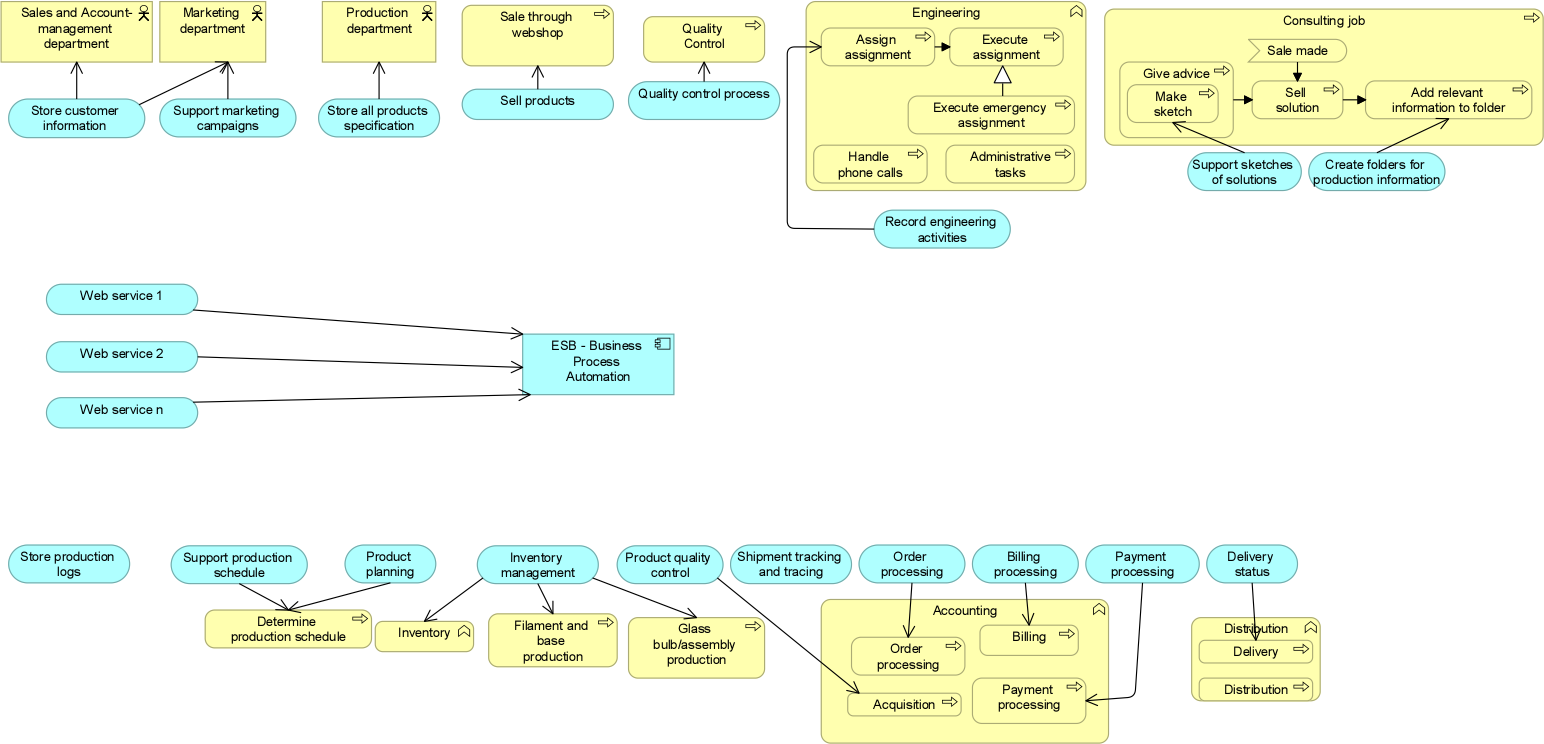 Sales and Account-
management
department
Marketing
department
Production
department
Sale through
webshop
Quality
Control
Engineering
Assign
assignment
Execute
assignment
Execute emergency
assignment
Handle
phone calls
Administrative
tasks
Consulting job
Sale made
Give advice
Make
sketch
Sell
solution
Add relevant
information to folder
Store customer
information
Support marketing
campaigns
Store all products
specification
Sell products
Quality control process
Support sketches
of solutions
Create folders for
production information
Record engineering
activities
Web service 1
Web service 2
Web service n
ESB - Business
Process
Automation
Store production
logs
Support production
schedule
Product
planning
Inventory
management
Product quality
control
Shipment tracking
and tracing
Order
processing
Billing
processing
Payment
processing
Delivery
status
Determine
production schedule
Inventory
Filament and
base
production
Glass
bulb/assembly
production
Accounting
Order
processing
Billing
Acquisition
Payment
processing
Distribution
Delivery
Distribution